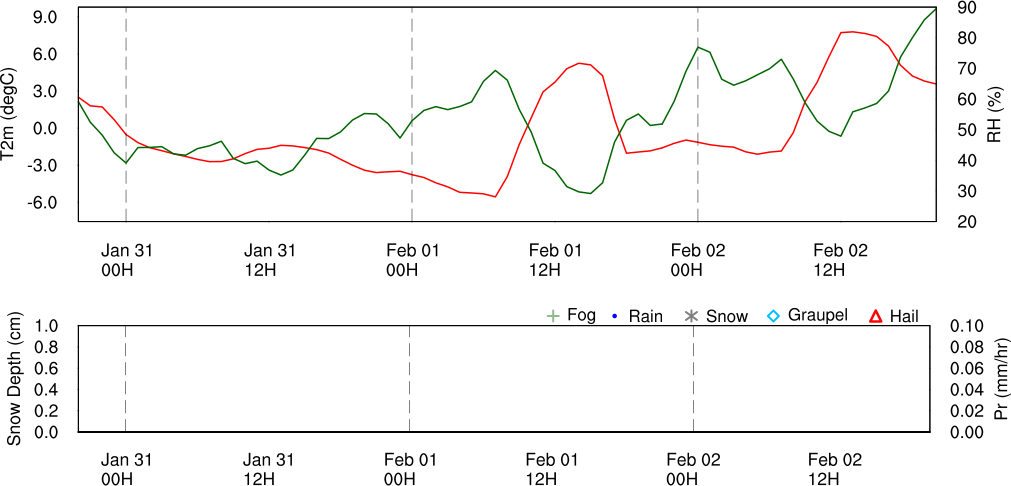 9.0
6.0
3.0
0.0
-3.0
-6.0
T2m (degC)
90
80
70
60
50
40
30
20
RH (%)
Jan 31 Jan 31 Feb 01 Feb 01 Feb 02 Feb 02
00H 12H 00H 12H 00H 12H
Fog Rain Snow Graupel Hail
1.0
0.8
0.6
0.4
0.2
0.0
Snow Depth (cm)
0.10
0.08
0.06
0.04
0.02
0.00
Pr (mm/hr)
Jan 31 Jan 31 Feb 01 Feb 01 Feb 02 Feb 02
00H 12H 00H 12H 00H 12H